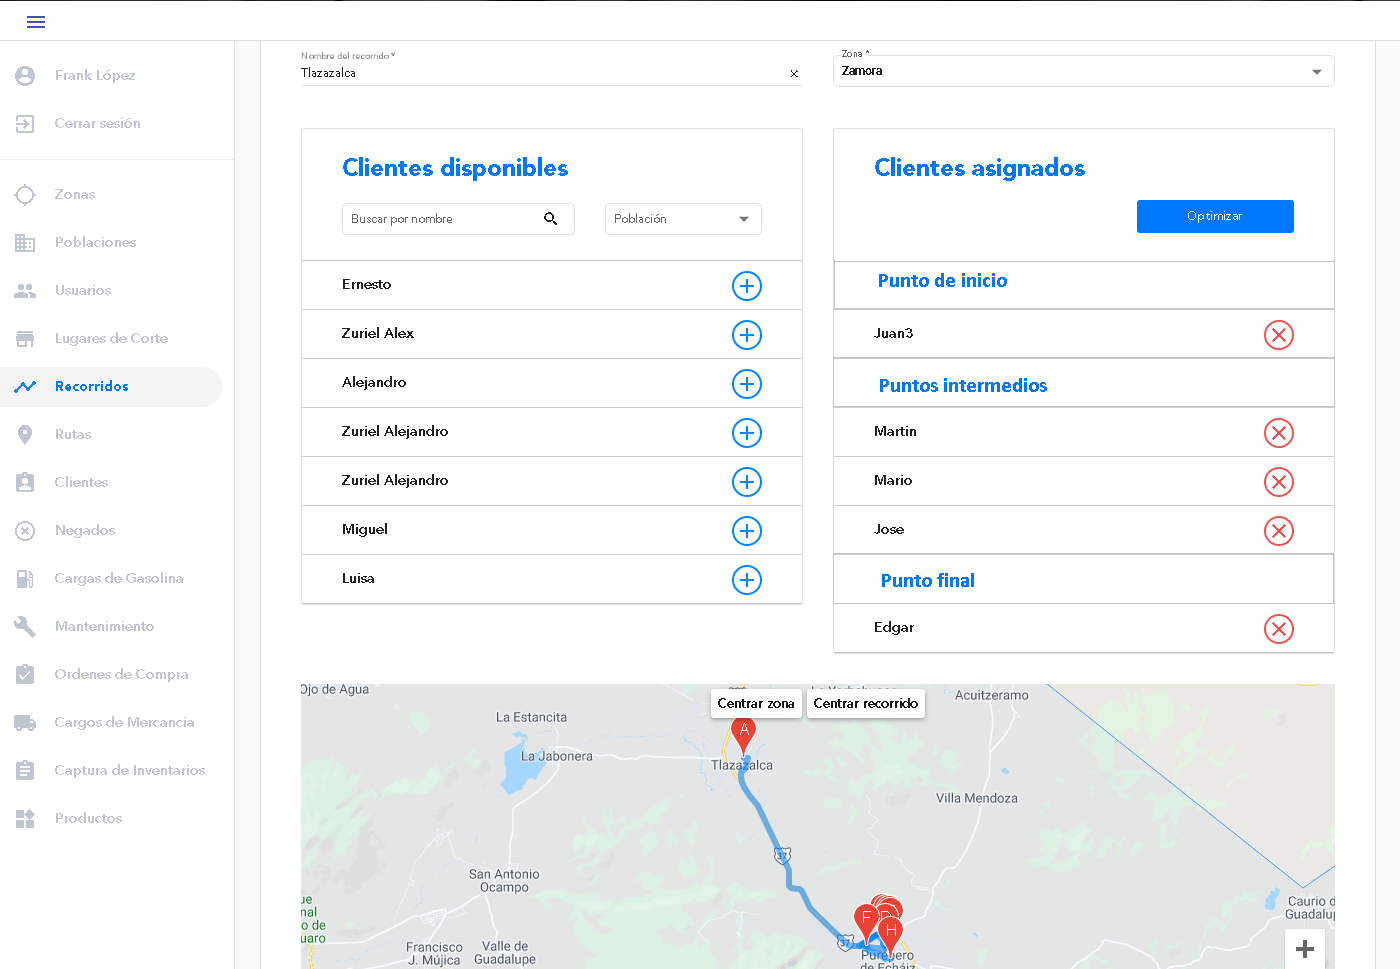 Frank López
Cerrar sesión
Zonas
Poblaciones
Usuarios
Lugares de Corte
Recorridos
Rutas
Clientes
Negados
Cargas de Gasolina
Mantenimiento
Ordenes de Compra
Cargos de Mercancia
Captura de Inventarios
Productos
Nombre del recorrido *
Tlazazalca
Zona *
Zamora
Clientes disponibles
Buscar por nombre
Población
Ernesto
Zuriel Alex
Alejandro
Zuriel Alejandro
Zuriel Alejandro
Miguel
Luisa
Clientes asignados
Optimizar
Punto de inicio
Juan3
Puntos intermedios
Martin
Mario
Jose
Punto final
Edgar
Ojo de Agua
Centrar zona
Centrar recorrido
Acuitzeramo
La Estancita
A
La Jabonera
Tlazazalca
Villa Mendoza
37
San Antonio
Ocampo
Caurio d
Guadalup
F
D
H
37
Francisco
J. Mújica
Valle de
Guadalupe
Purépero
de Echáiz